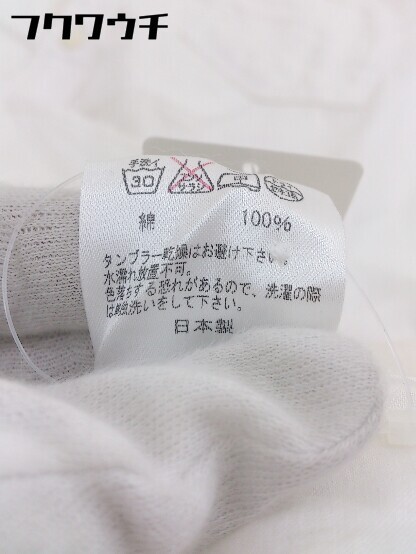 フクワウチ
手洗イ
30
中
綿 100%
タンブラー乾燥はお避け下さい。
水濡れ放置不可。
色落ちする恐れがあるので、洗濯の際
は単独洗いをして下さい。
日本製